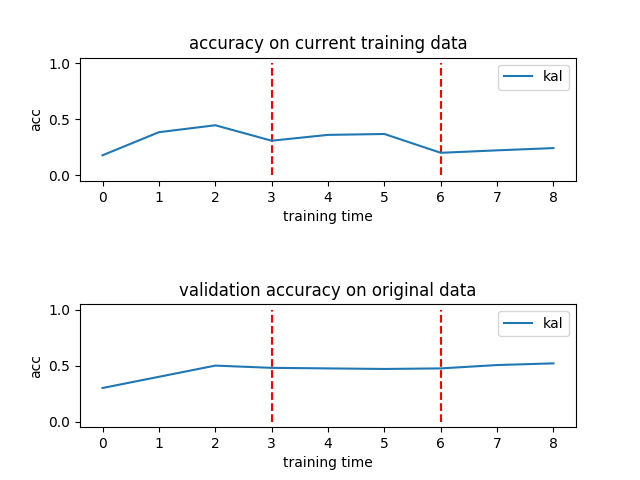 accuracy on current training data
1.0
kal
0.5
acc
0.0
0 1 2 3 4 5 6 7 8
training time
validation accuracy on original data
1.0
kal
0.5
acc
0.0
0 1 2 3 4 5 6 7 8
training time